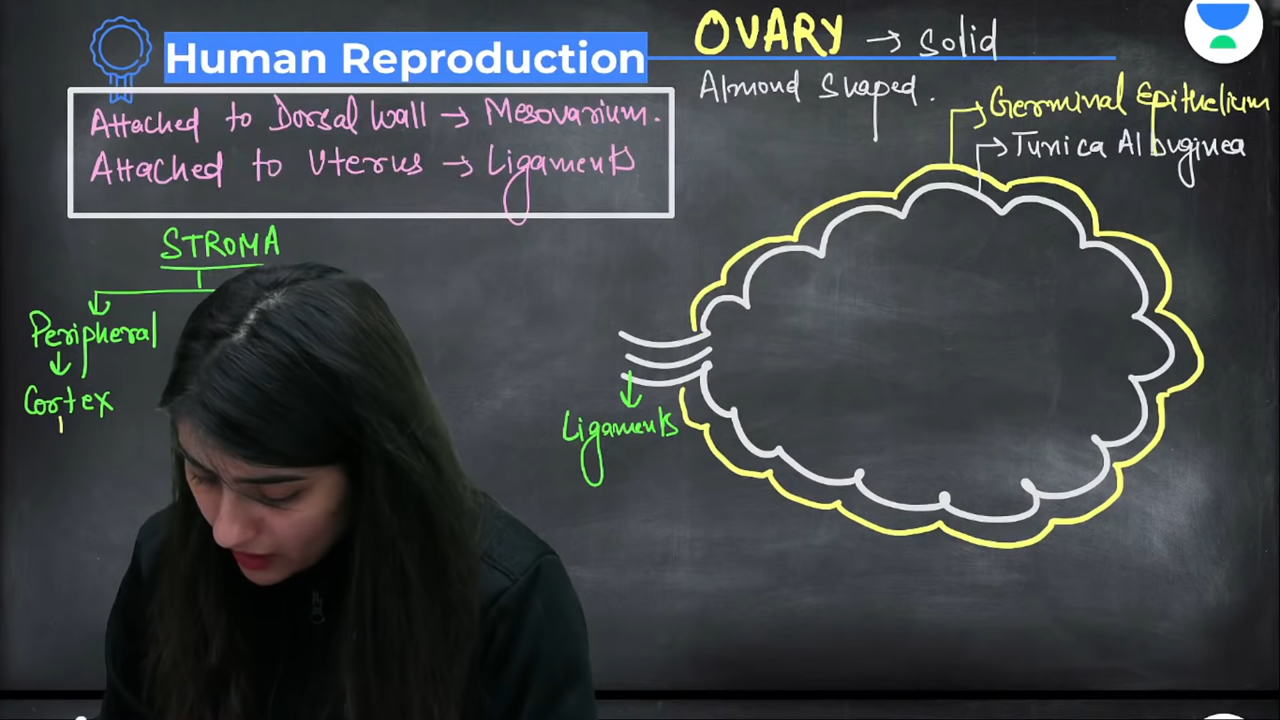 Human Reproduction
OVARY → Solid
Almond Shaped.
Attached to Dorsal Wall → Mesovarium.
Attached to Uterus → Ligaments
Germinal Epithelium
Tunica Albuginea
STROMA
Peripheral
Cortex
Ligaments